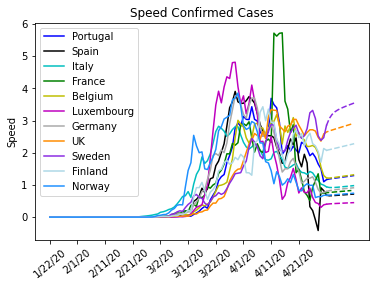 Speed Confirmed Cases
Speed
6
5
4
3
2
1
0
Portugal
Spain
Italy
France
Belgium
Luxembourg
Germany
UK
Sweden
Finland
Norway
1/22/20
2/1/20
2/11/20
2/21/20
3/2/20
3/12/20
3/22/20
4/1/20
4/11/20
4/21/20